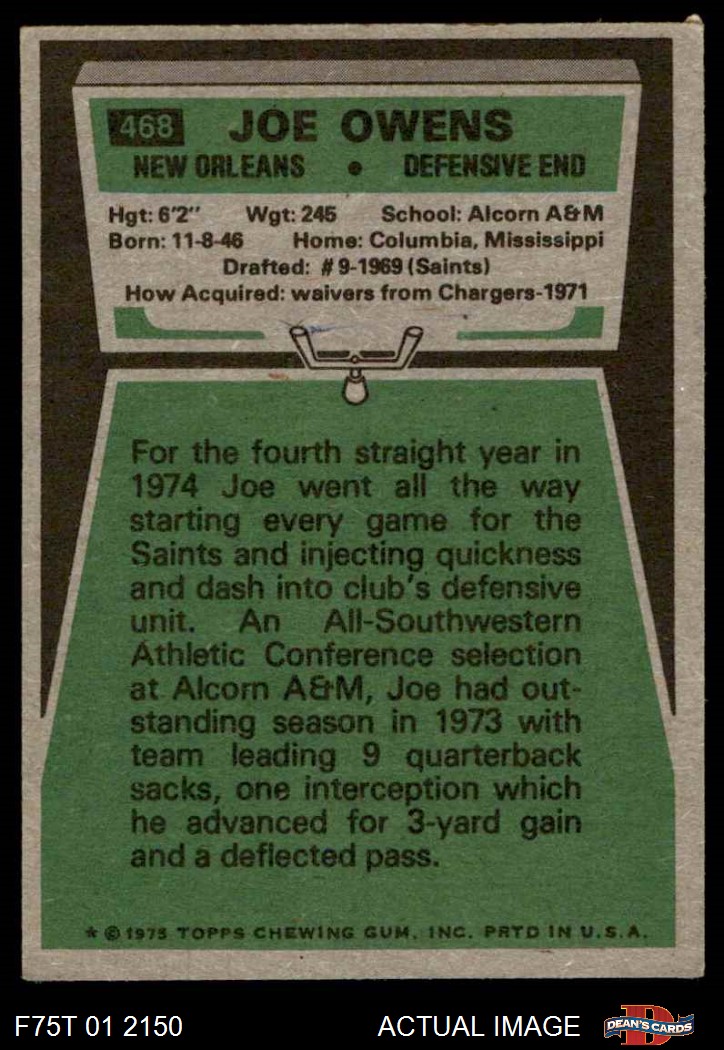 468 JOE OWENS
NEW ORLEANS • DEFENSIVE END
Hgt: 6'2" Wgt: 245 School: Alcorn A&M
Born: 11-8-46 Home: Columbia, Mississippi
Drafted: #9-1969 (Saints)
How Acquired: waivers from Chargers-1971
For the fourth straight year in
1974 Joe went all the way
starting every game for the
Saints and injecting quickness
and dash into club's defensive
unit. An All-Southwestern
Athletic Conference selection
at Alcorn A&M, Joe had out-
standing season in 1973 with
team leading 9 quarterback
sacks, one interception which
he advanced for 3-yard gain
and a deflected pass.
* © 1975 TOPPS CHEWING GUM, INC. PRTD IN U.S.A.
F75T 01 2150 ACTUAL IMAGE D DEAN'S CARDS